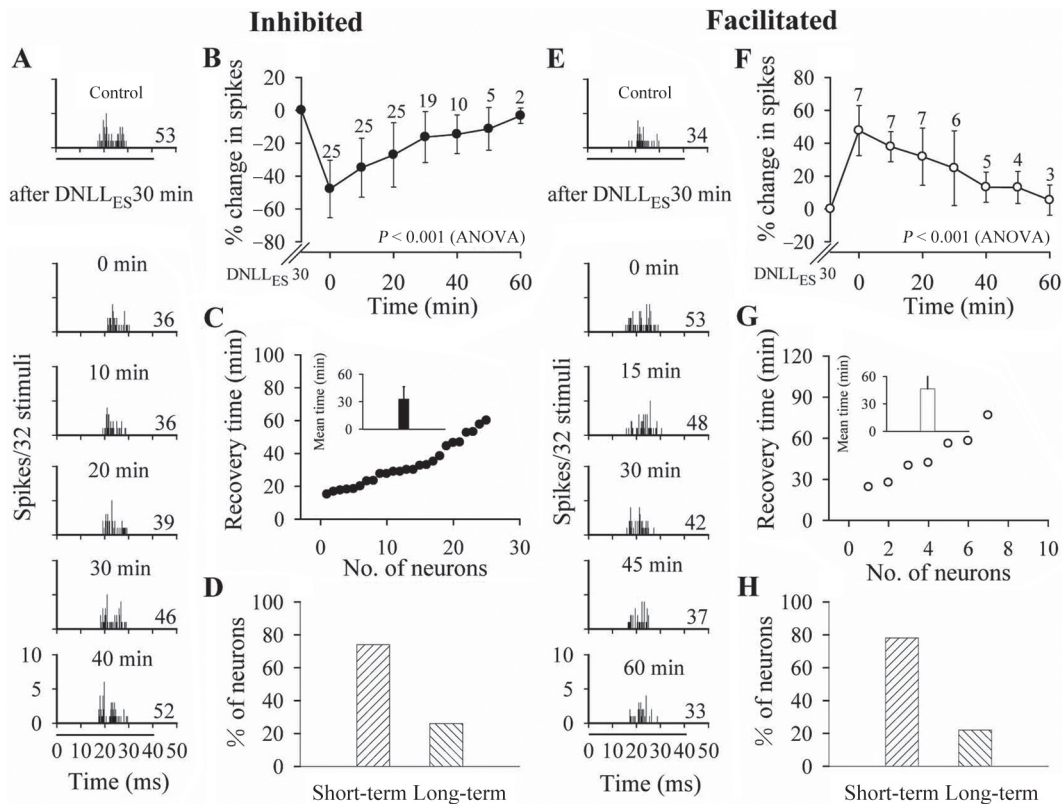 Inhibited
Facilitated
A
Control
53
after DNLLES30 min
0 min
36
10 min
36
20 min
39
30 min
46
40 min
52
10
5
0
0 10 20 30 40 50
Time (ms)
Spikes/32 stimuli
B
20
0
−20
−40
−60
−80
% change in spikes
25
25
25
19
10
5
2
P < 0.001 (ANOVA)
DNLLES30
0 10 20 30 40 50 60
Time (min)
C
100
80
60
40
20
0
Recovery time (min)
60
30
0
Mean time (min)
0 10 20 30
No. of neurons
D
100
80
60
40
20
0
% of neurons
Short-term Long-term
E
Control
34
after DNLLES30 min
0 min
53
15 min
48
30 min
42
45 min
37
60 min
33
0 10 20 30 40 50
Time (ms)
Spikes/32 stimuli
F
80
60
40
20
0
−20
% change in spikes
7
7
7
6
5
4
3
P < 0.001 (ANOVA)
DNLLES30
0 10 20 30 40 50 60
Time (min)
G
120
90
60
30
0
Recovery time (min)
60
30
0
Mean time (min)
0 2 4 6 8 10
No. of neurons
H
100
80
60
40
20
0
% of neurons
Short-term Long-term